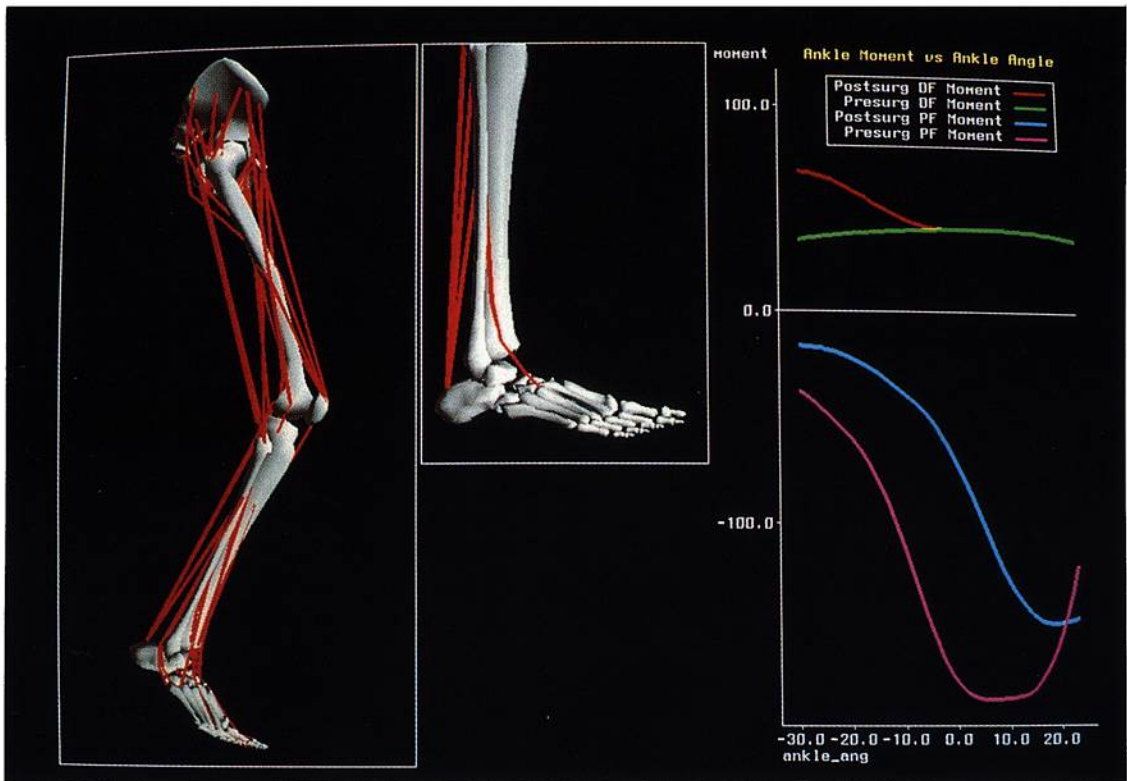 MOMENT
Ankle Moment vs Ankle Angle
Postsurg DF Moment
Presurg DF Moment
Postsurg PF Moment
Presurg PF Moment
100.0
0.0
-100.0
-30.0 -20.0 -10.0 0.0 10.0 20.0
ankle_ang